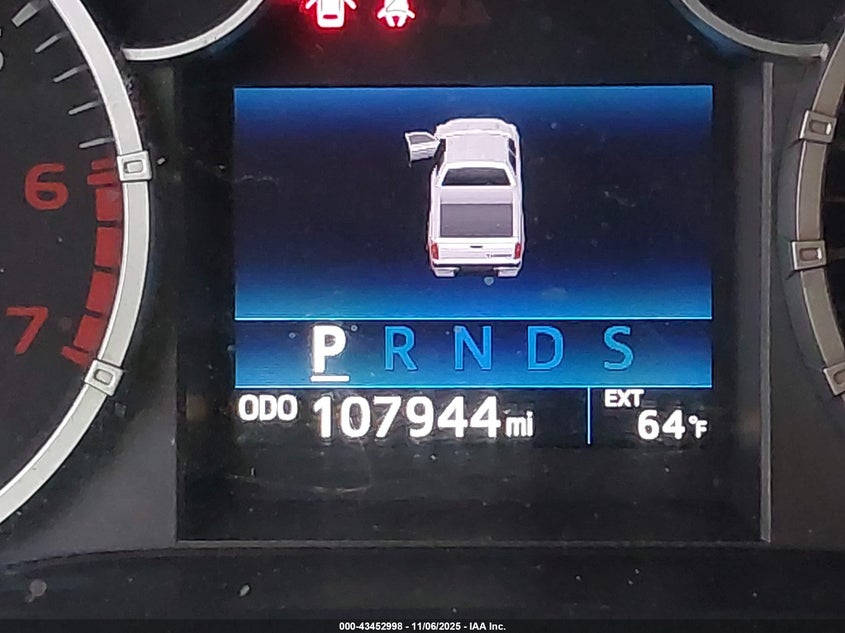 6
7
P R N D S
ODO 107944 mi
EXT
64°F
000-43452998 - 11/06/2025 - IAA Inc.